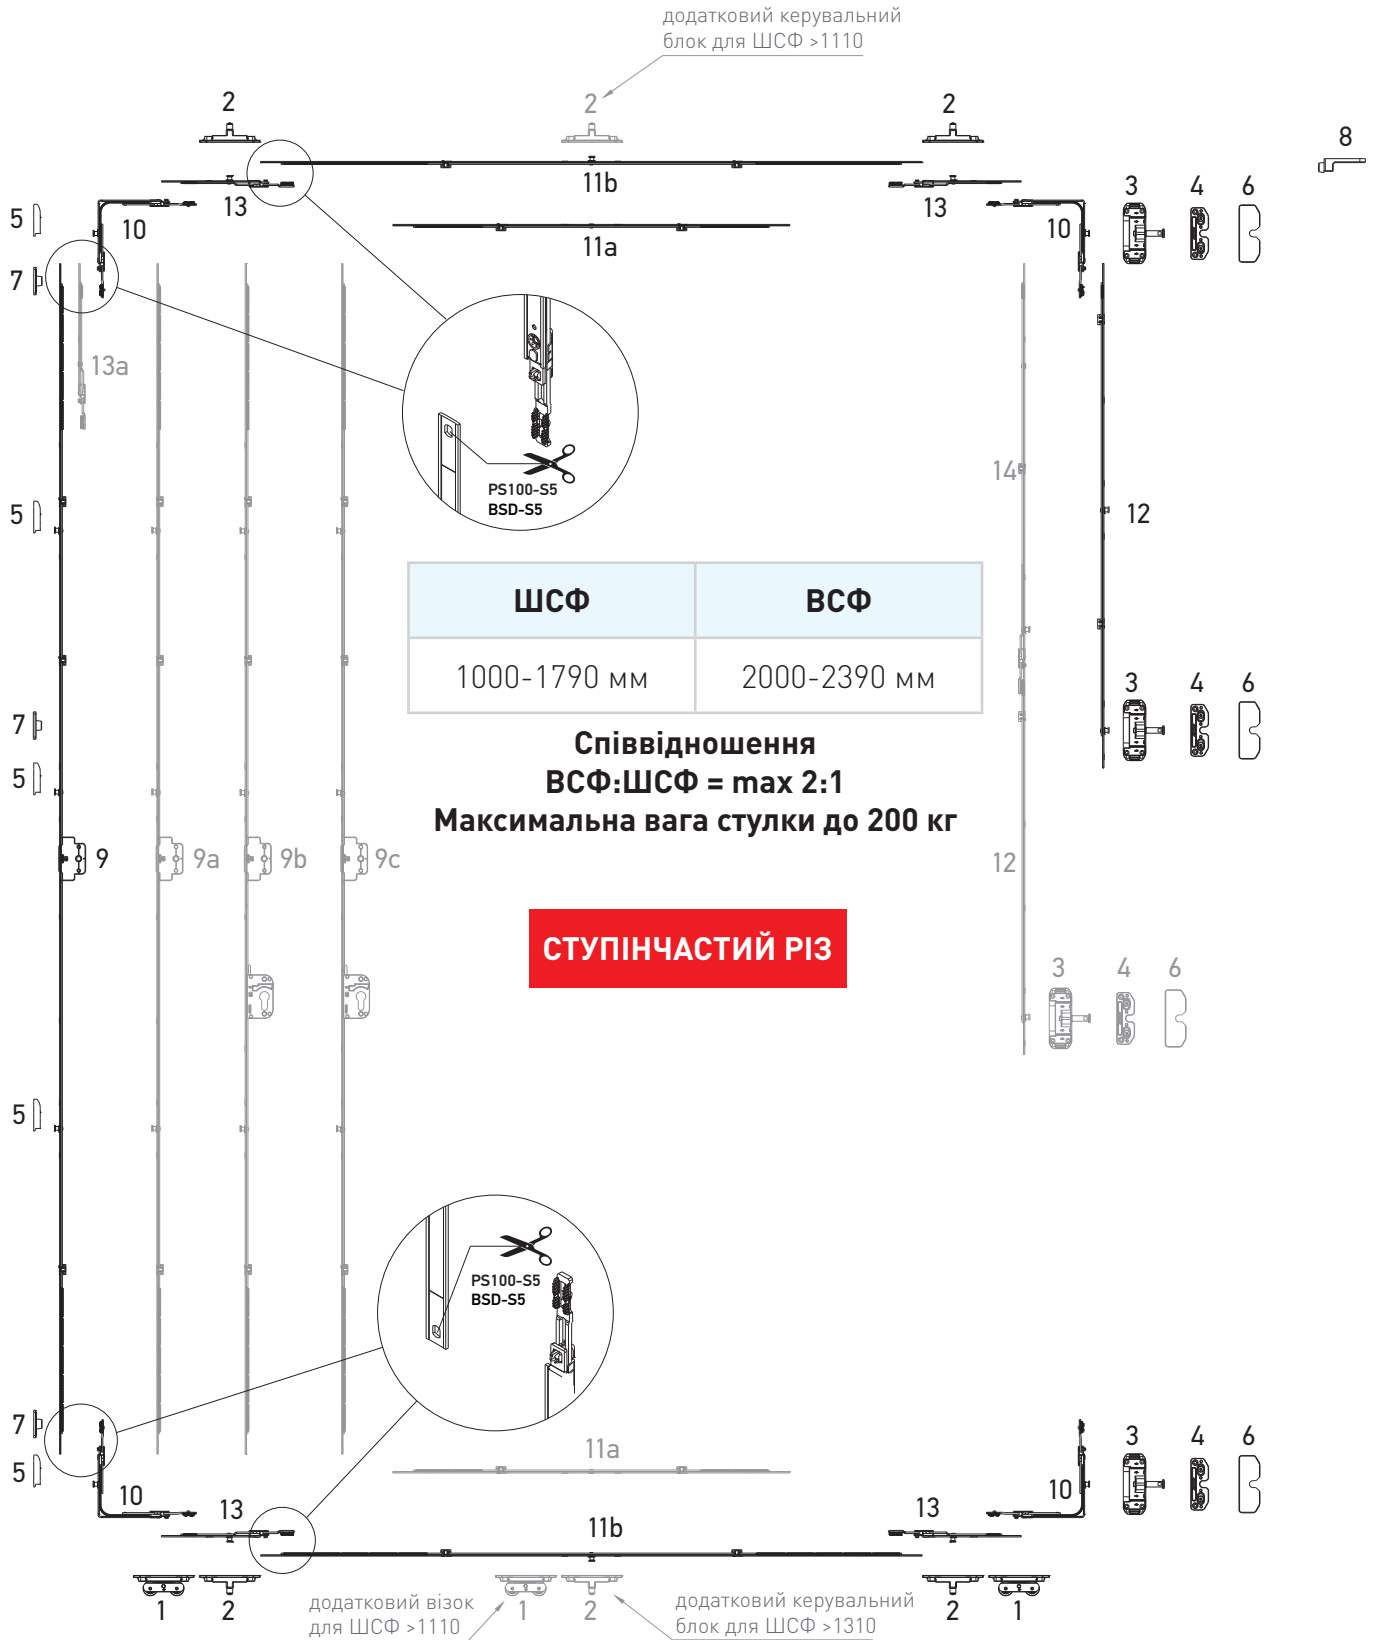 додатковий керувальний
блок для ШСФ >1110
2
2
2
8
11b
13
13
3
4
6
5
10
10
11a
7
13a
14
PS100-S5
BSD-S5
5
12
ШСФ
ВСФ
1000-1790 мм
2000-2390 мм
3
4
6
7
Співвідношення
5
ВСФ:ШСФ = max 2:1
Максимальна вага стулки до 200 кг
9
9a
9b
9c
12
СТУПІНЧАСТИЙ РІЗ
3
4
6
5
PS100-S5
BSD-S5
7
11a
3
4
6
5
10
10
13
13
11b
1
2
додатковий візок
для ШСФ >1110
1
2
додатковий керувальний
блок для ШСФ >1310
2
1